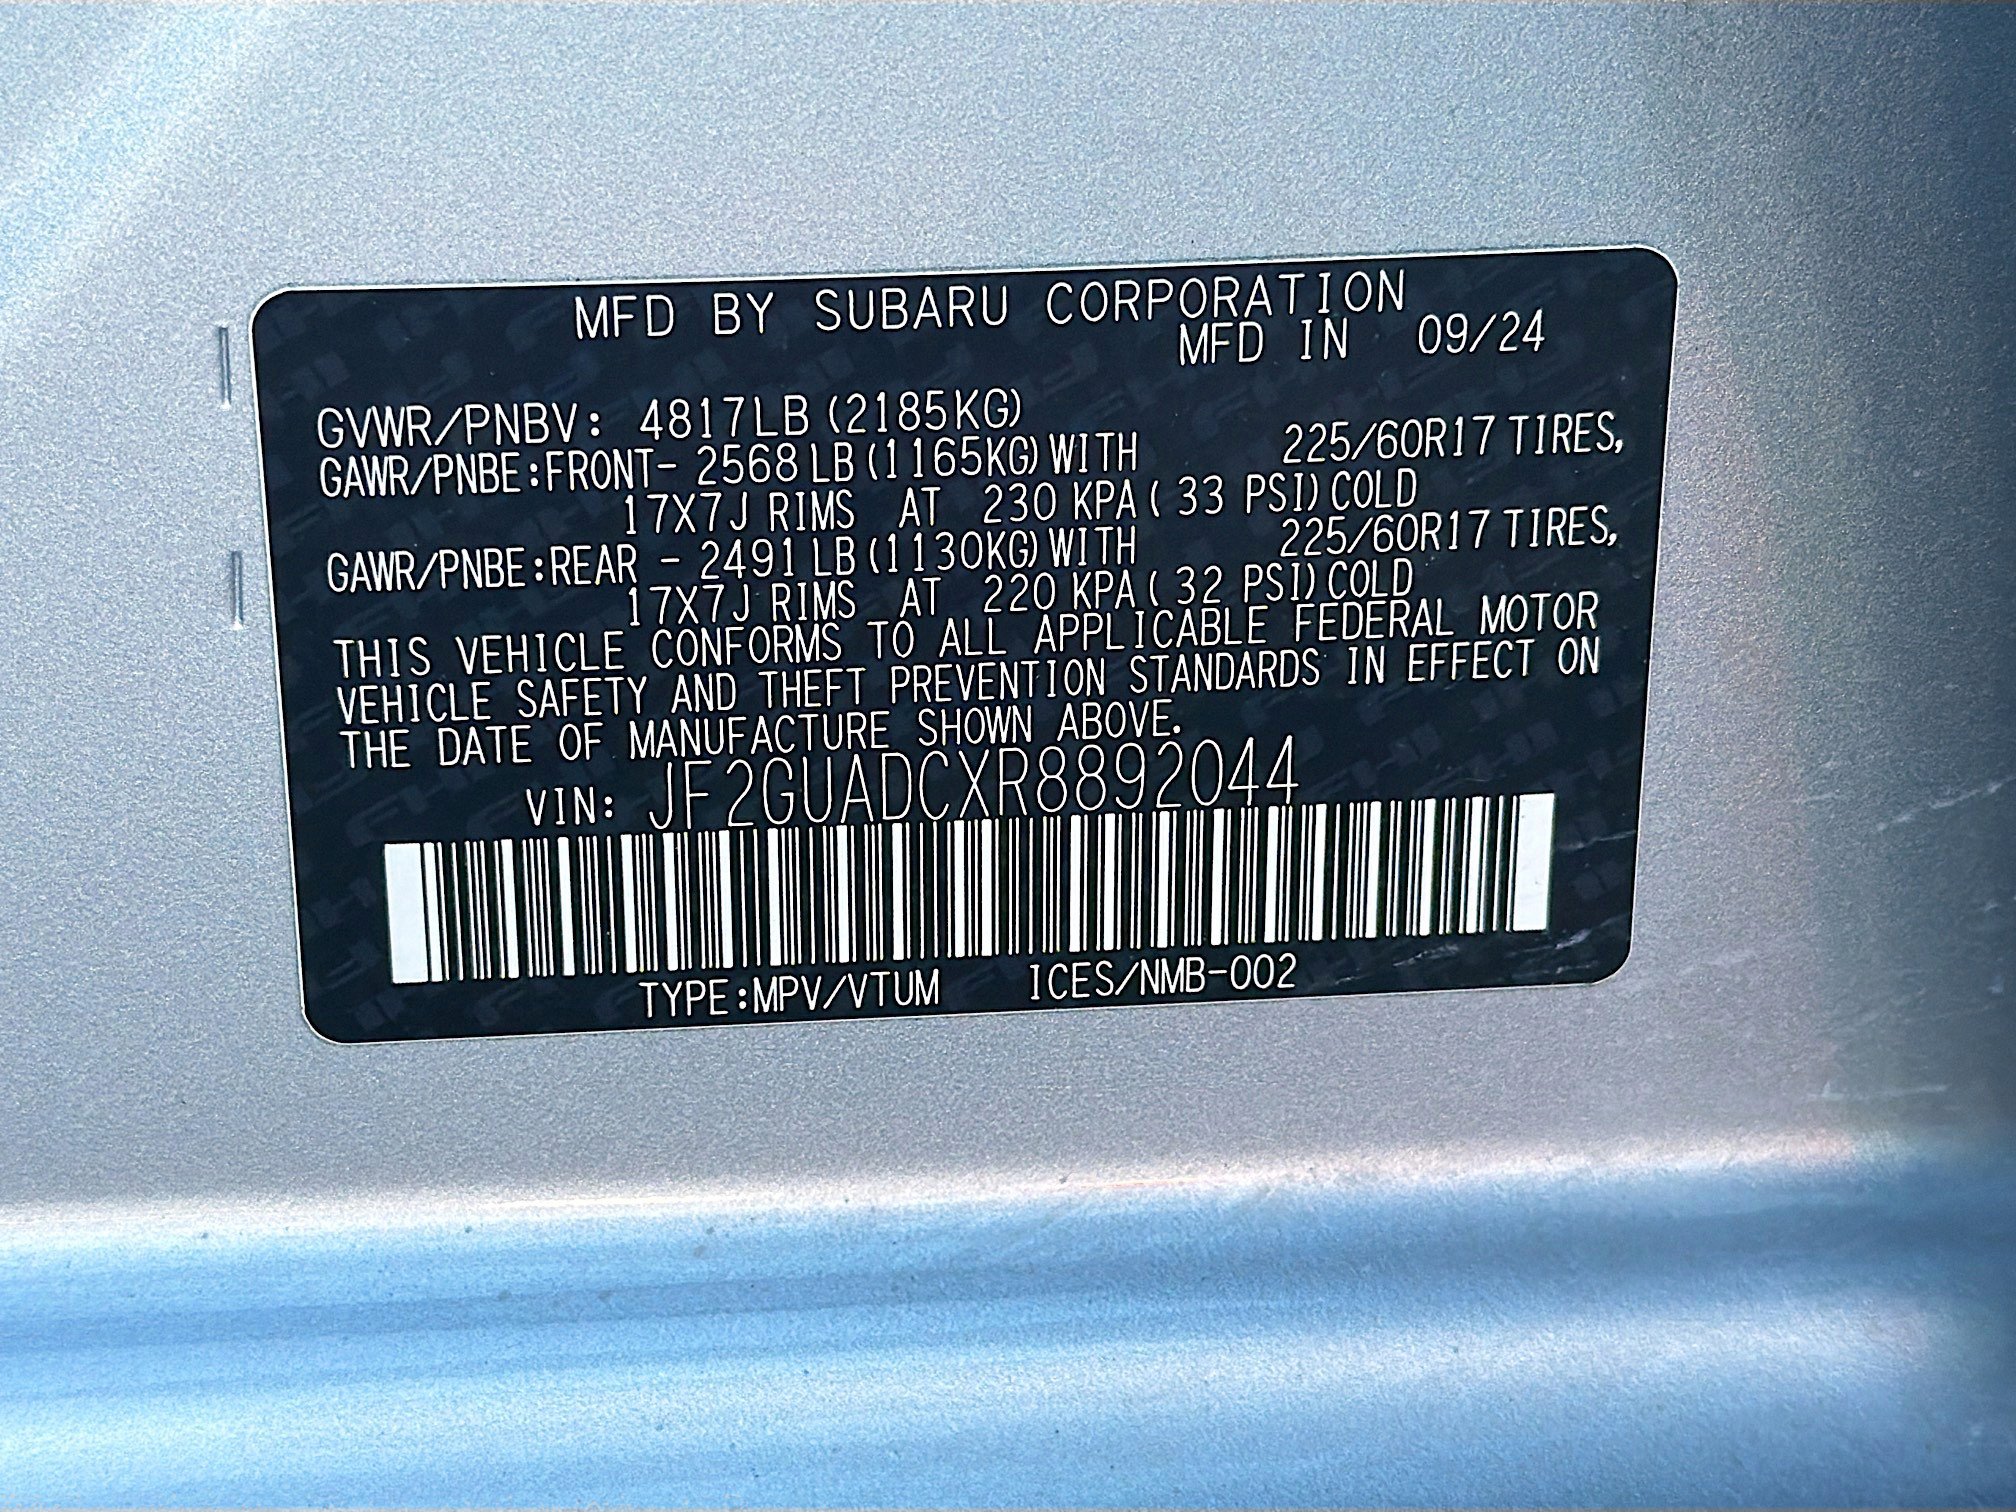 MFD BY SUBARU CORPORATION
MFD IN 09/24
GVWR/PNBV: 4817LB (2185KG)
GAWR/PNBE:FRONT- 2568 LB (1165KG) WITH 225/60R17 TIRES,
17X7J RIMS AT 230 KPA ( 33 PSI) COLD
GAWR/PNBE:REAR - 2491 LB (1130KG) WITH 225/60R17 TIRES,
17X7J RIMS AT 220 KPA ( 32 PSI) COLD
THIS VEHICLE CONFORMS TO ALL APPLICABLE FEDERAL MOTOR
VEHICLE SAFETY AND THEFT PREVENTION STANDARDS IN EFFECT ON
THE DATE OF MANUFACTURE SHOWN ABOVE.
VIN: JF2GUADCXR8892044
TYPE:MPV/VTUM ICES/NMB-002